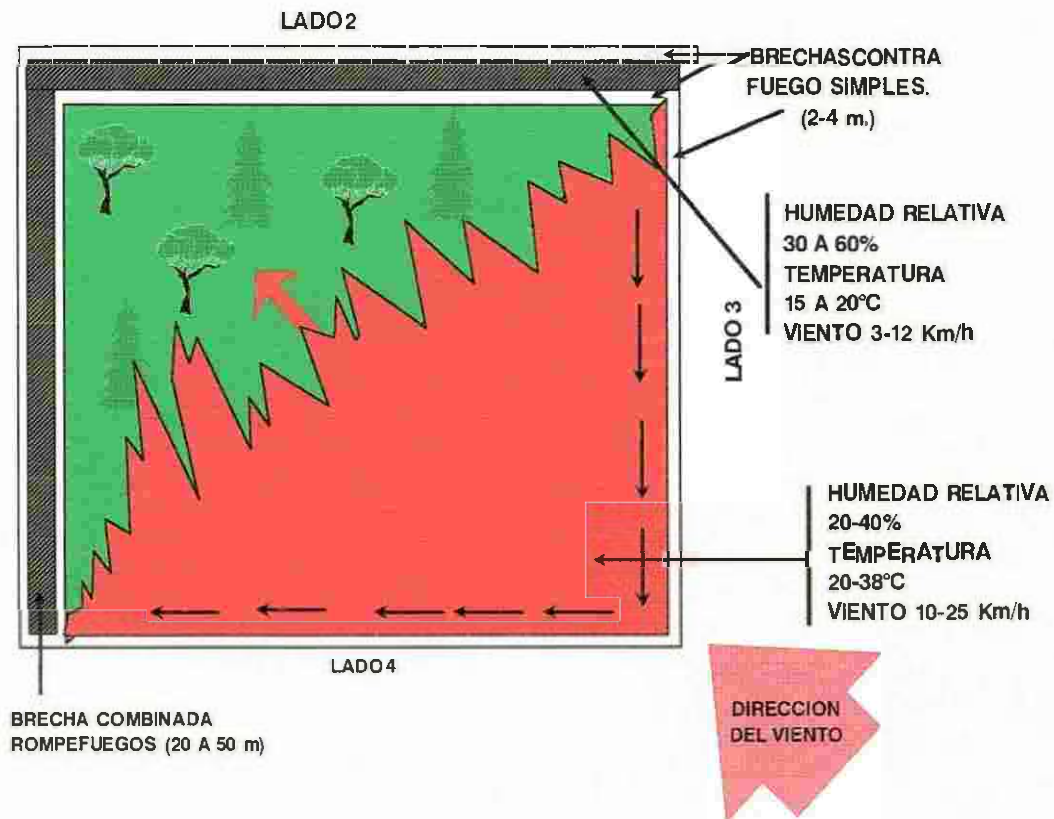 LADO2
BRECHASCONTRA
FUEGO SIMPLES.
(2-4 m.)
HUMEDAD RELATIVA
30 A 60%
TEMPERATURA
15 A 20°C
VIENTO 3-12 Km/h
LADO 3
HUMEDAD RELATIVA
20-40%
TEMPERATURA
20-38°C
VIENTO 10-25 Km/h
LADO4
BRECHA COMBINADA
ROMPEFUEGOS (20 A 50 m)
DIRECCION
DEL VIENTO